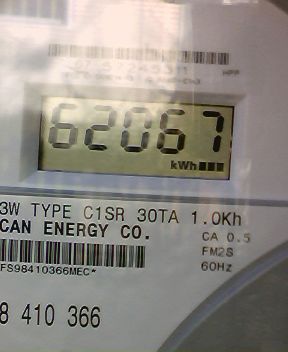 62067
kWh
3W TYPE C1SR 30TA 1.0Kh
CAN ENERGY CO.
CA 0.5
FM2S
60Hz
FS98410366MEC*
8 410 366